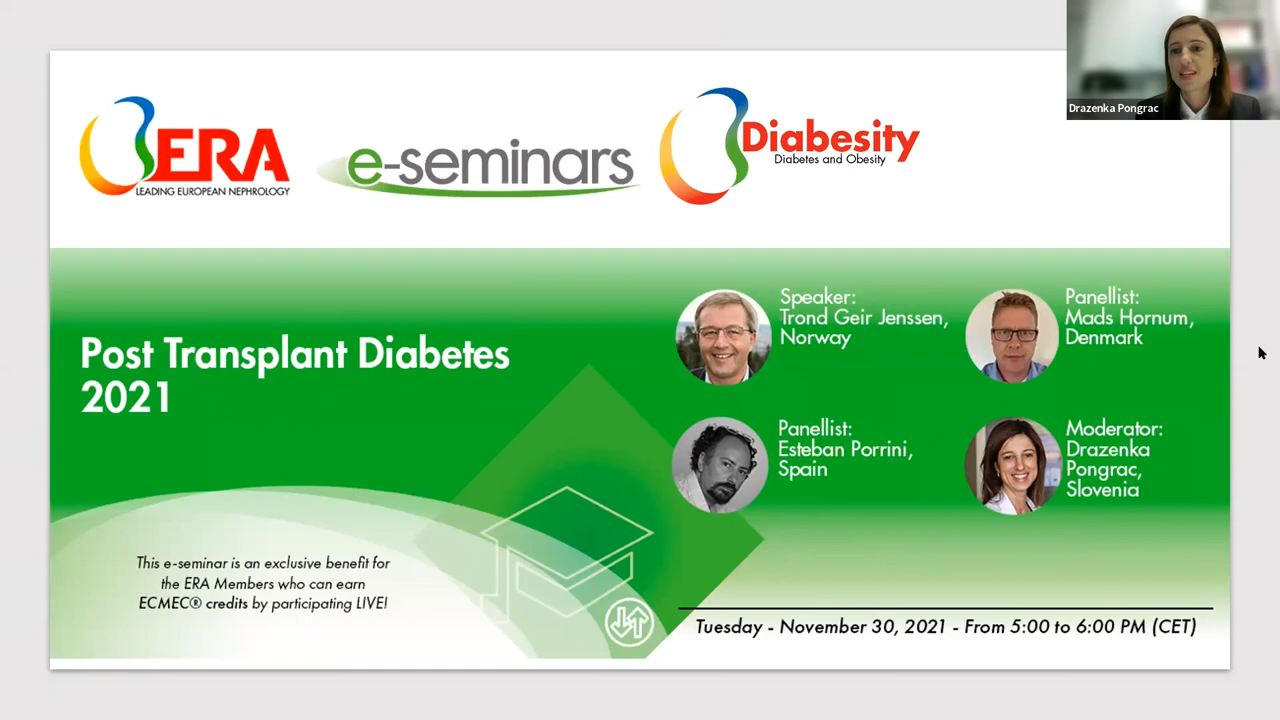 Drazenka Pongrac
ERA
LEADING EUROPEAN NEPHROLOGY
e-seminars
Diabesity
Diabetes and Obesity
Post Transplant Diabetes
2021
Speaker:
Trond Geir Jenssen,
Norway
Panellist:
Mads Hornum,
Denmark
Panellist:
Esteban Porrini,
Spain
Moderator:
Drazenka
Pongrac,
Slovenia
This e-seminar is an exclusive benefit for
the ERA Members who can earn
ECMEC® credits by participating LIVE!
Tuesday - November 30, 2021 - From 5:00 to 6:00 PM (CET)